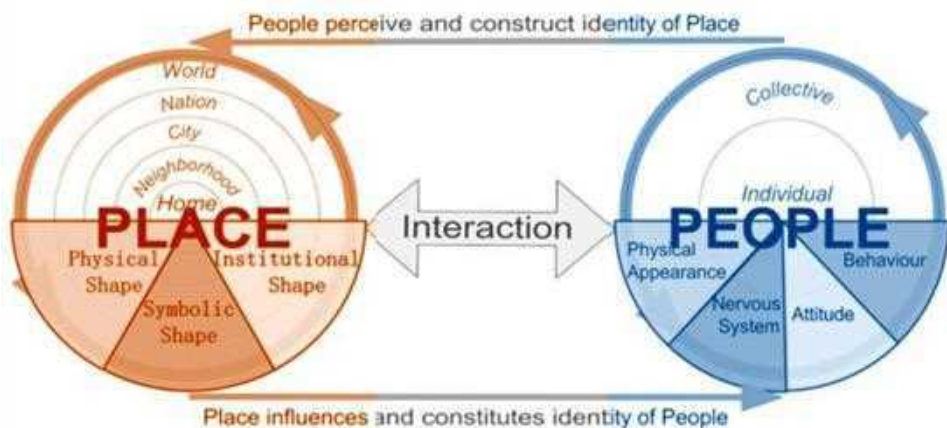 People perceive and construct identity of Place
World
Nation
City
Neighborhood
Home
PLACE
Physical
Shape
Symbolic
Shape
Institutional
Shape
Interaction
Collective
Individual
PEOPLE
Physical
Appearance
Nervous
System
Attitude
Behaviour
Place influences and constitutes identity of People